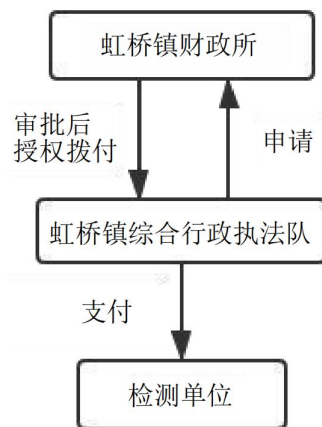 虹桥镇财政所
审批后
授权拨付
申请
虹桥镇综合行政执法队
支付
检测单位